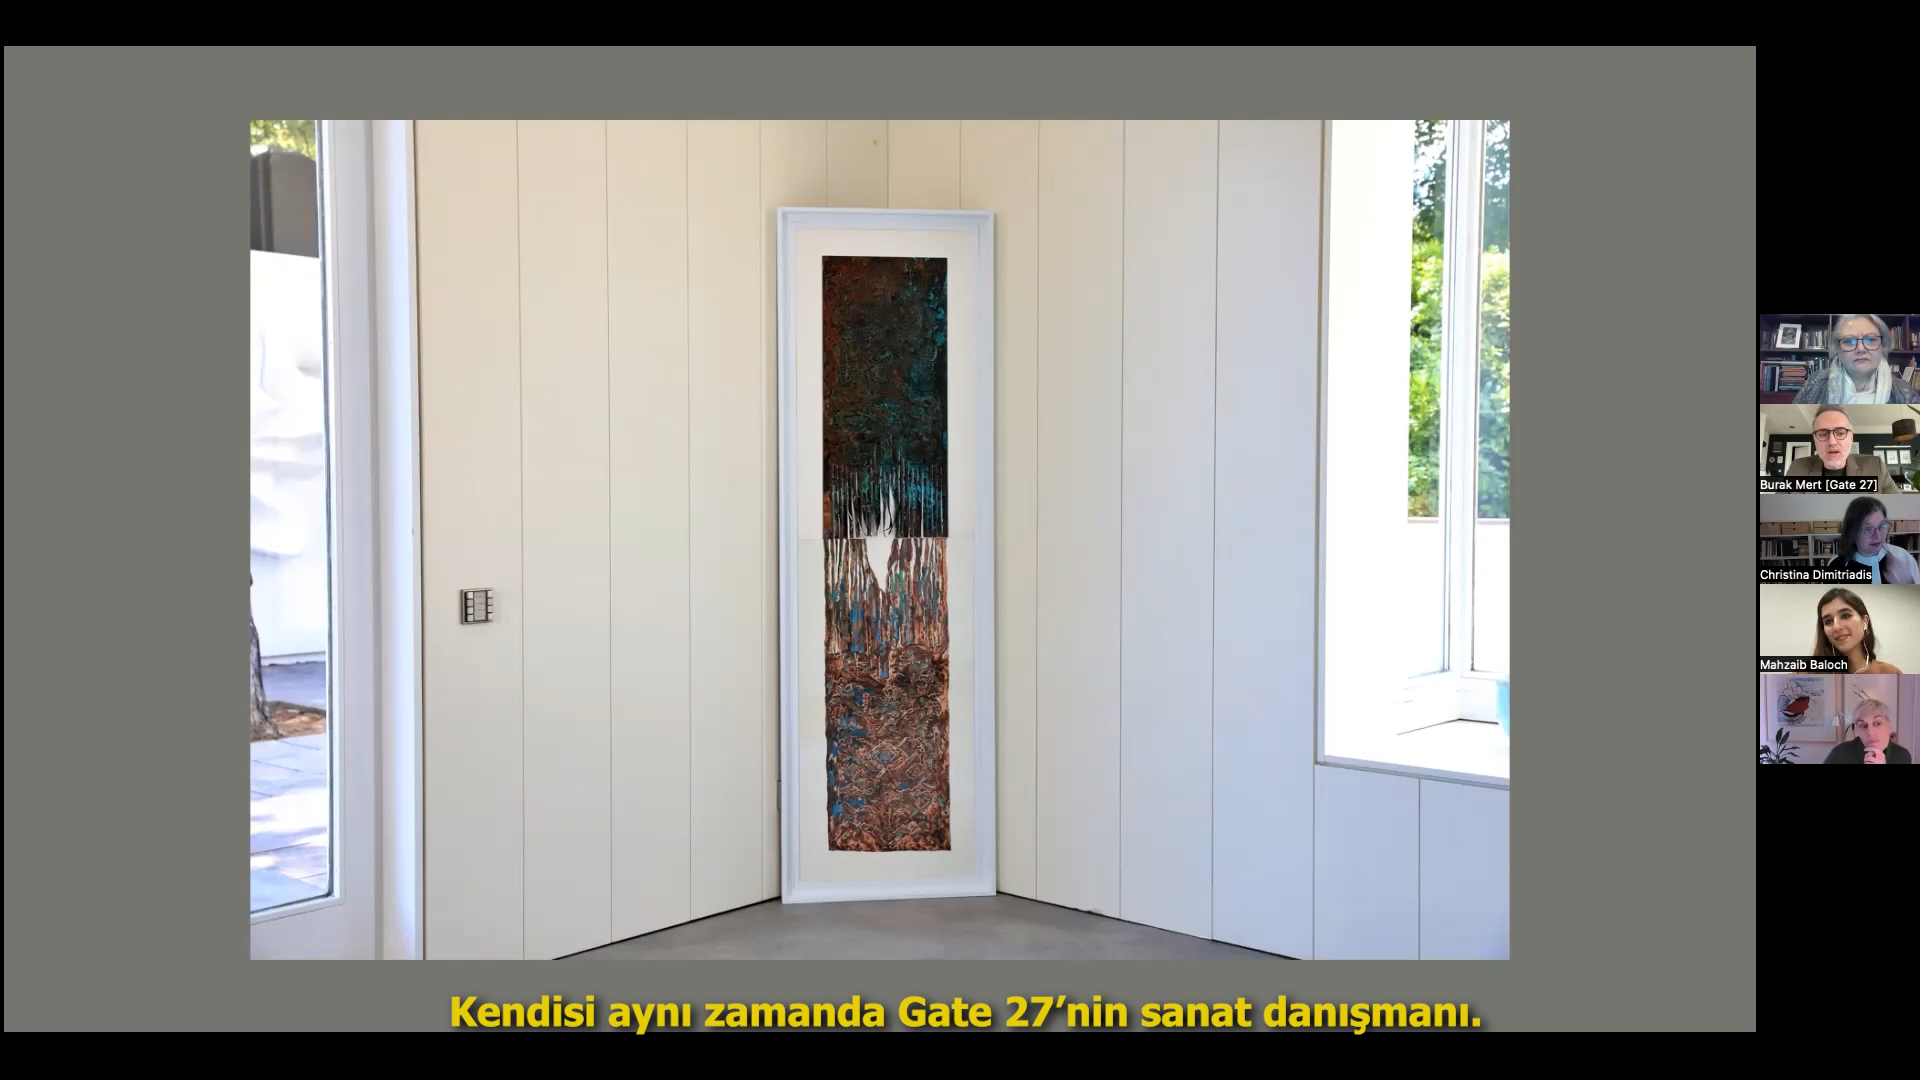 Burak Mert [Gate 27]
Christina Dimitriadis
Mahzaib Baloch
Kendisi aynı zamanda Gate 27’nin sanat danışmanı.